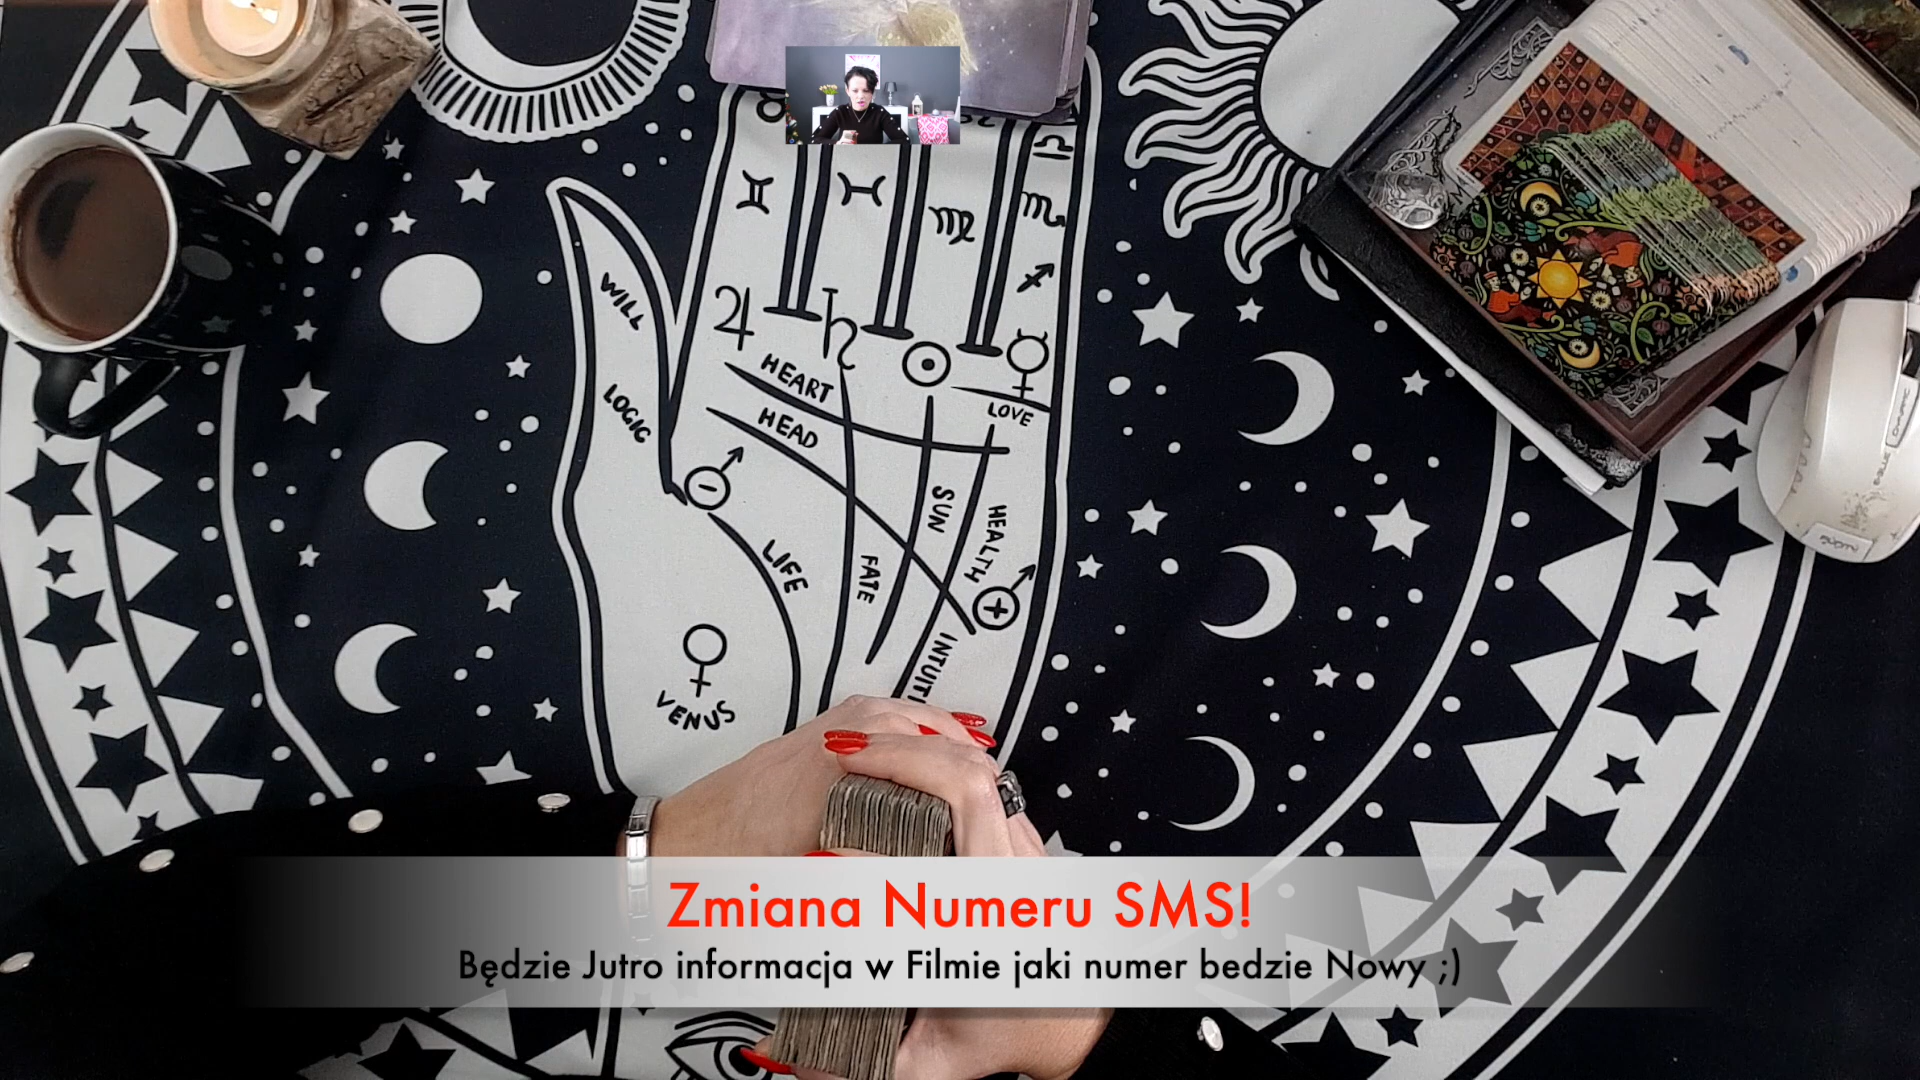 WILL
LOGIC
HEART
HEAD
LOVE
SUN
HEALTH
LIFE
FATE
VENUS
Zmiana Numeru SMS!
Będzie Jutro informacja w Filmie jaki numer bedzie Nowy ;)